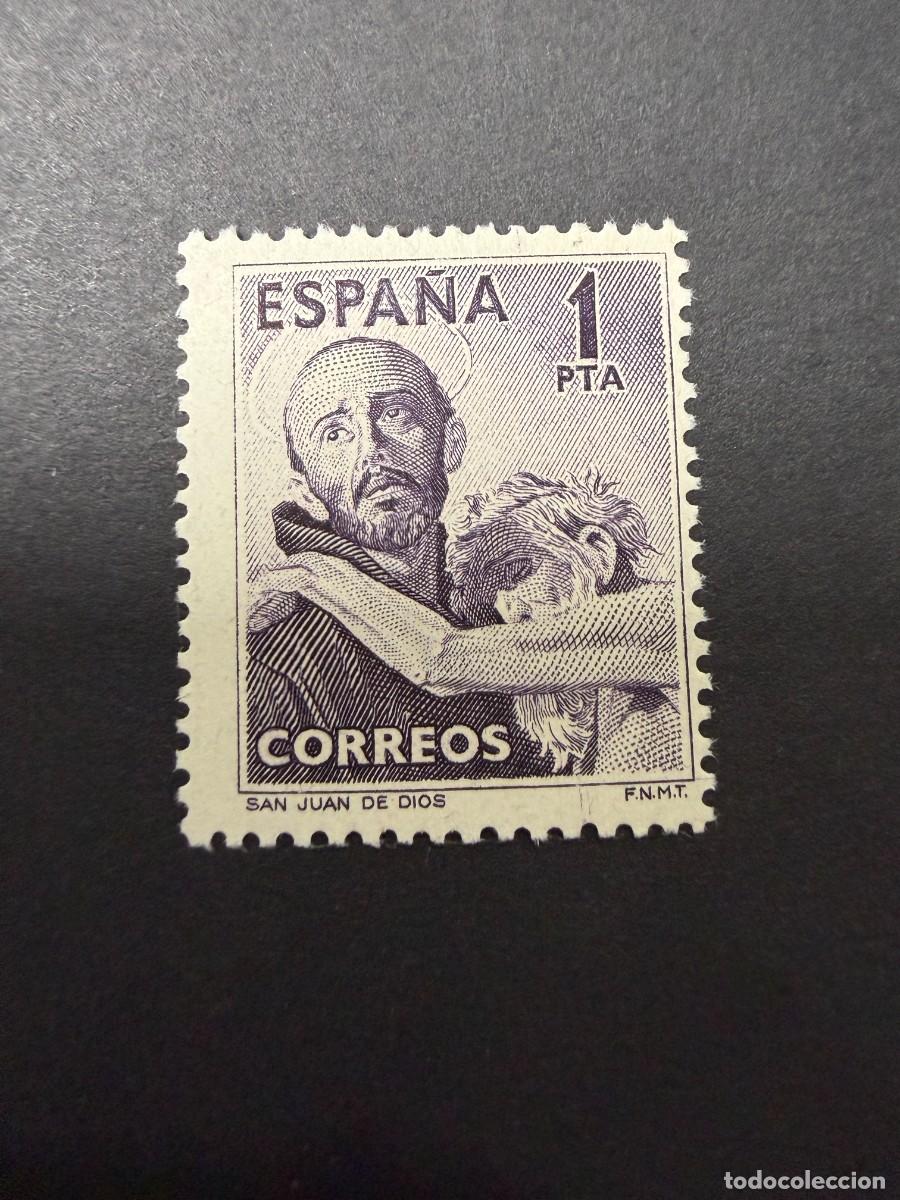 ESPAÑA 1
PTA
CORREOS
SAN JUAN DE DIOS F.N.M.T.
todocoleccion